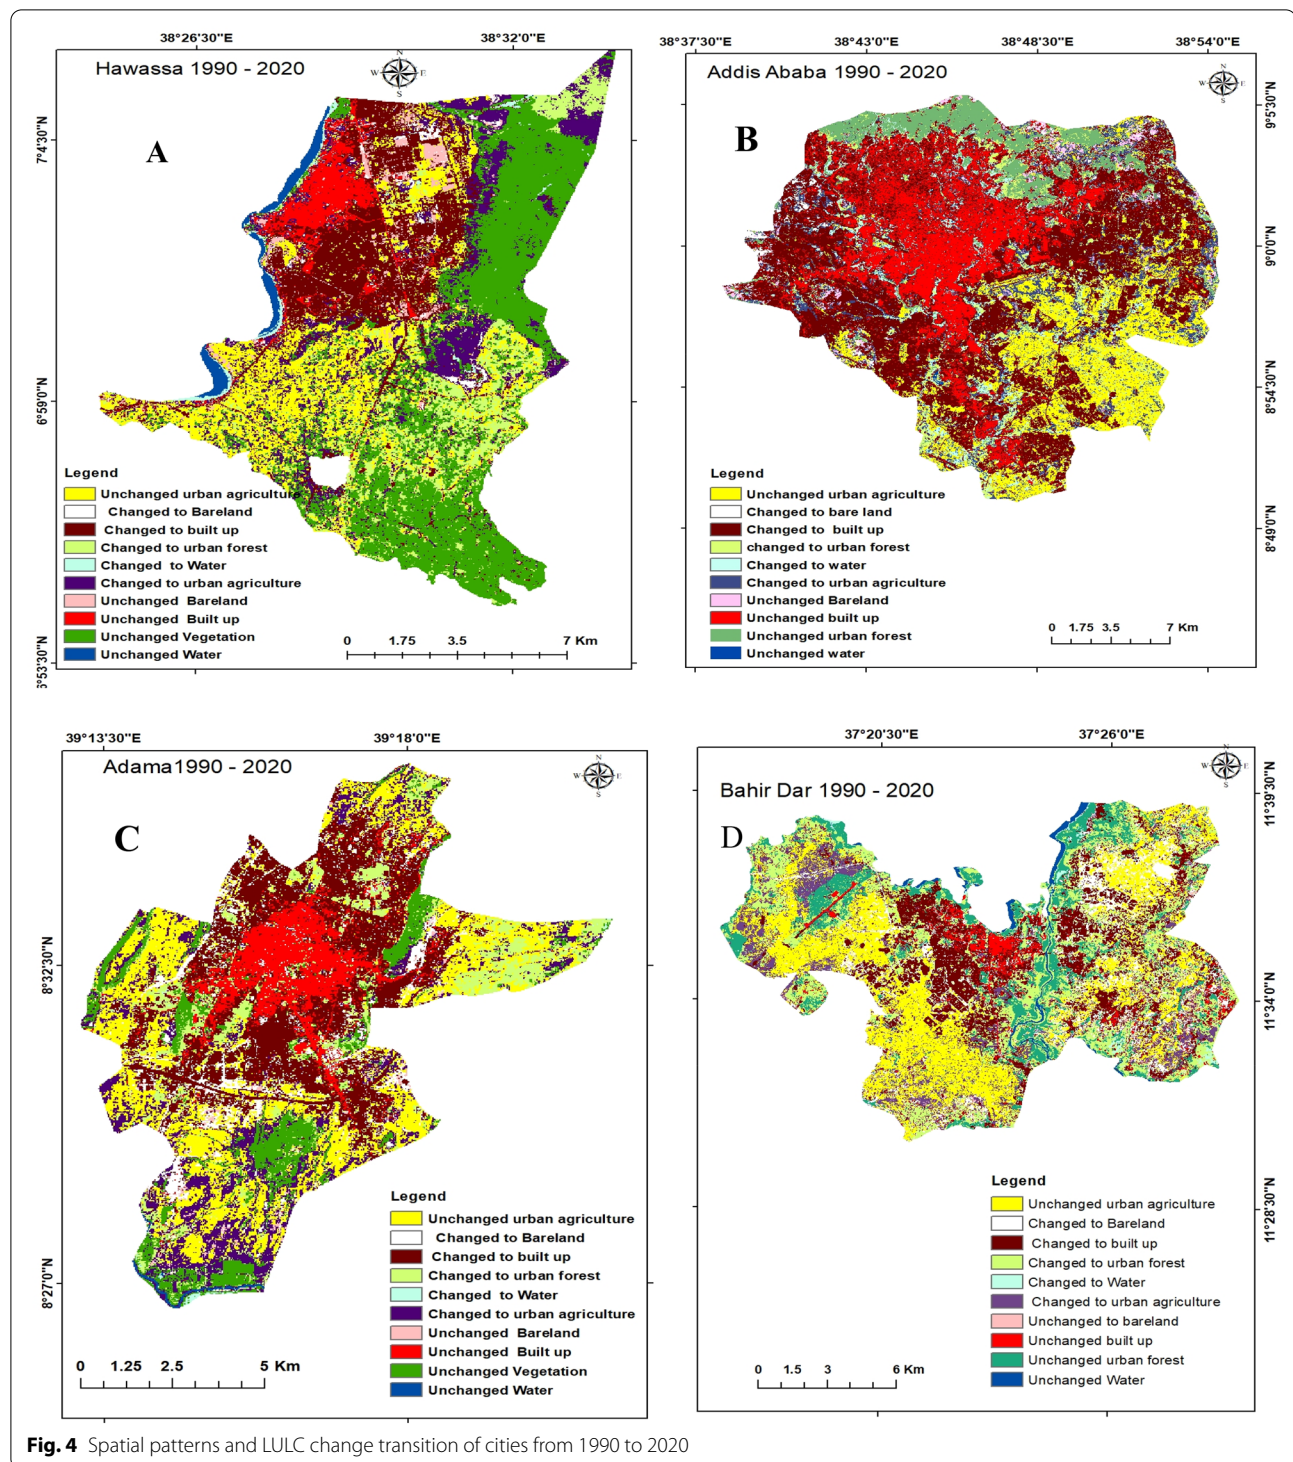 38°26'30"E 38°32'0"E
Hawassa 1990 - 2020
N
W E
S
A
7°4'30"N
6°59'0"N
3°53'30"N
Legend
Unchanged urban agriculture
Changed to Bareland
Changed to built up
Changed to urban forest
Changed to Water
Changed to urban agriculture
Unchanged Bareland
Unchanged Built up
Unchanged Vegetation
Unchanged Water
0 1.75 3.5 7 Km
38°37'30"E 38°43'0"E 38°48'30"E 38°54'0"E
Addis Ababa 1990 - 2020
N
W E
S
B
9°5'30"N
9°0'0"N
8°54'30"N
8°49'0"N
Legend
Unchanged urban agriculture
Changed to bare land
Changed to built up
changed to urban forest
Changed to water
Changed to urban agriculture
Unchanged Bareland
Unchanged built up
Unchanged urban forest
Unchanged water
0 1.75 3.5 7 Km
39°13'30"E 39°18'0"E
Adama1990 - 2020
N
W E
S
C
8°32'30"N
8°27'0"N
Legend
Unchanged urban agriculture
Changed to Bareland
Changed to built up
Changed to urban forest
Changed to Water
Changed to urban agriculture
Unchanged Bareland
Unchanged Built up
Unchanged Vegetation
Unchanged Water
0 1.25 2.5 5 Km
37°20'30"E 37°26'0"E
Bahir Dar 1990 - 2020
N
W E
S
D
11°39'30"N
11°34'0"N
11°28'30"N
Legend
Unchanged urban agriculture
Changed to Bareland
Changed to built up
Changed to urban forest
Changed to Water
Changed to urban agriculture
Unchanged to bareland
Unchanged built up
Unchanged urban forest
Unchanged Water
0 1.5 3 6 Km
Fig. 4 Spatial patterns and LULC change transition of cities from 1990 to 2020